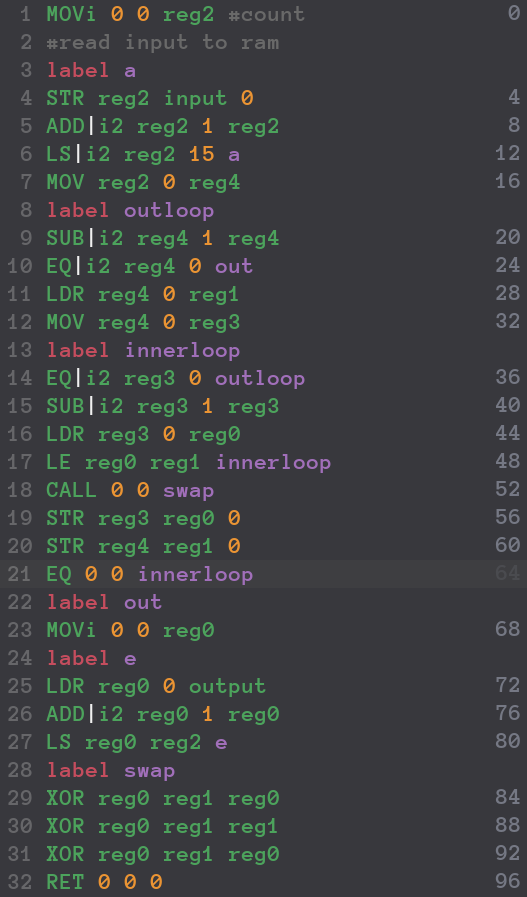 1 MOVi 0 0 reg2 #count 0
2 #read input to ram
3 label a
4 STR reg2 input 0 4
5 ADD|i2 reg2 1 reg2 8
6 LS|i2 reg2 15 a 12
7 MOV reg2 0 reg4 16
8 label outloop
9 SUB|i2 reg4 1 reg4 20
10 EQ|i2 reg4 0 out 24
11 LDR reg4 0 reg1 28
12 MOV reg4 0 reg3 32
13 label innerloop
14 EQ|i2 reg3 0 outloop 36
15 SUB|i2 reg3 1 reg3 40
16 LDR reg3 0 reg0 44
17 LE reg0 reg1 innerloop 48
18 CALL 0 0 swap 52
19 STR reg3 reg0 0 56
20 STR reg4 reg1 0 60
21 EQ 0 0 innerloop 64
22 label out
23 MOVi 0 0 reg0 68
24 label e
25 LDR reg0 0 output 72
26 ADD|i2 reg0 1 reg0 76
27 LS reg0 reg2 e 80
28 label swap
29 XOR reg0 reg1 reg0 84
30 XOR reg0 reg1 reg1 88
31 XOR reg0 reg1 reg0 92
32 RET 0 0 0 96